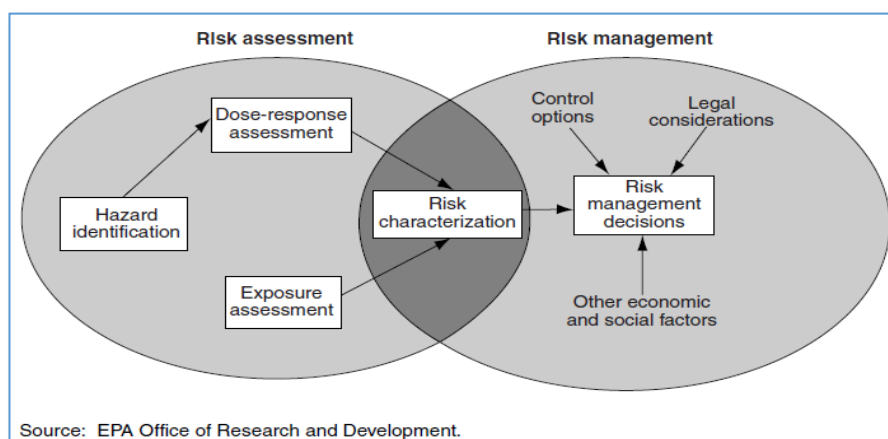 RIsk assessment
RIsk management
Dose-response
assessment
Hazard
identification
Exposure
assessment
Risk
characterization
Control
options
Legal
considerations
Risk
management
decisions
Other economic
and social factors
Source: EPA Office of Research and Development.